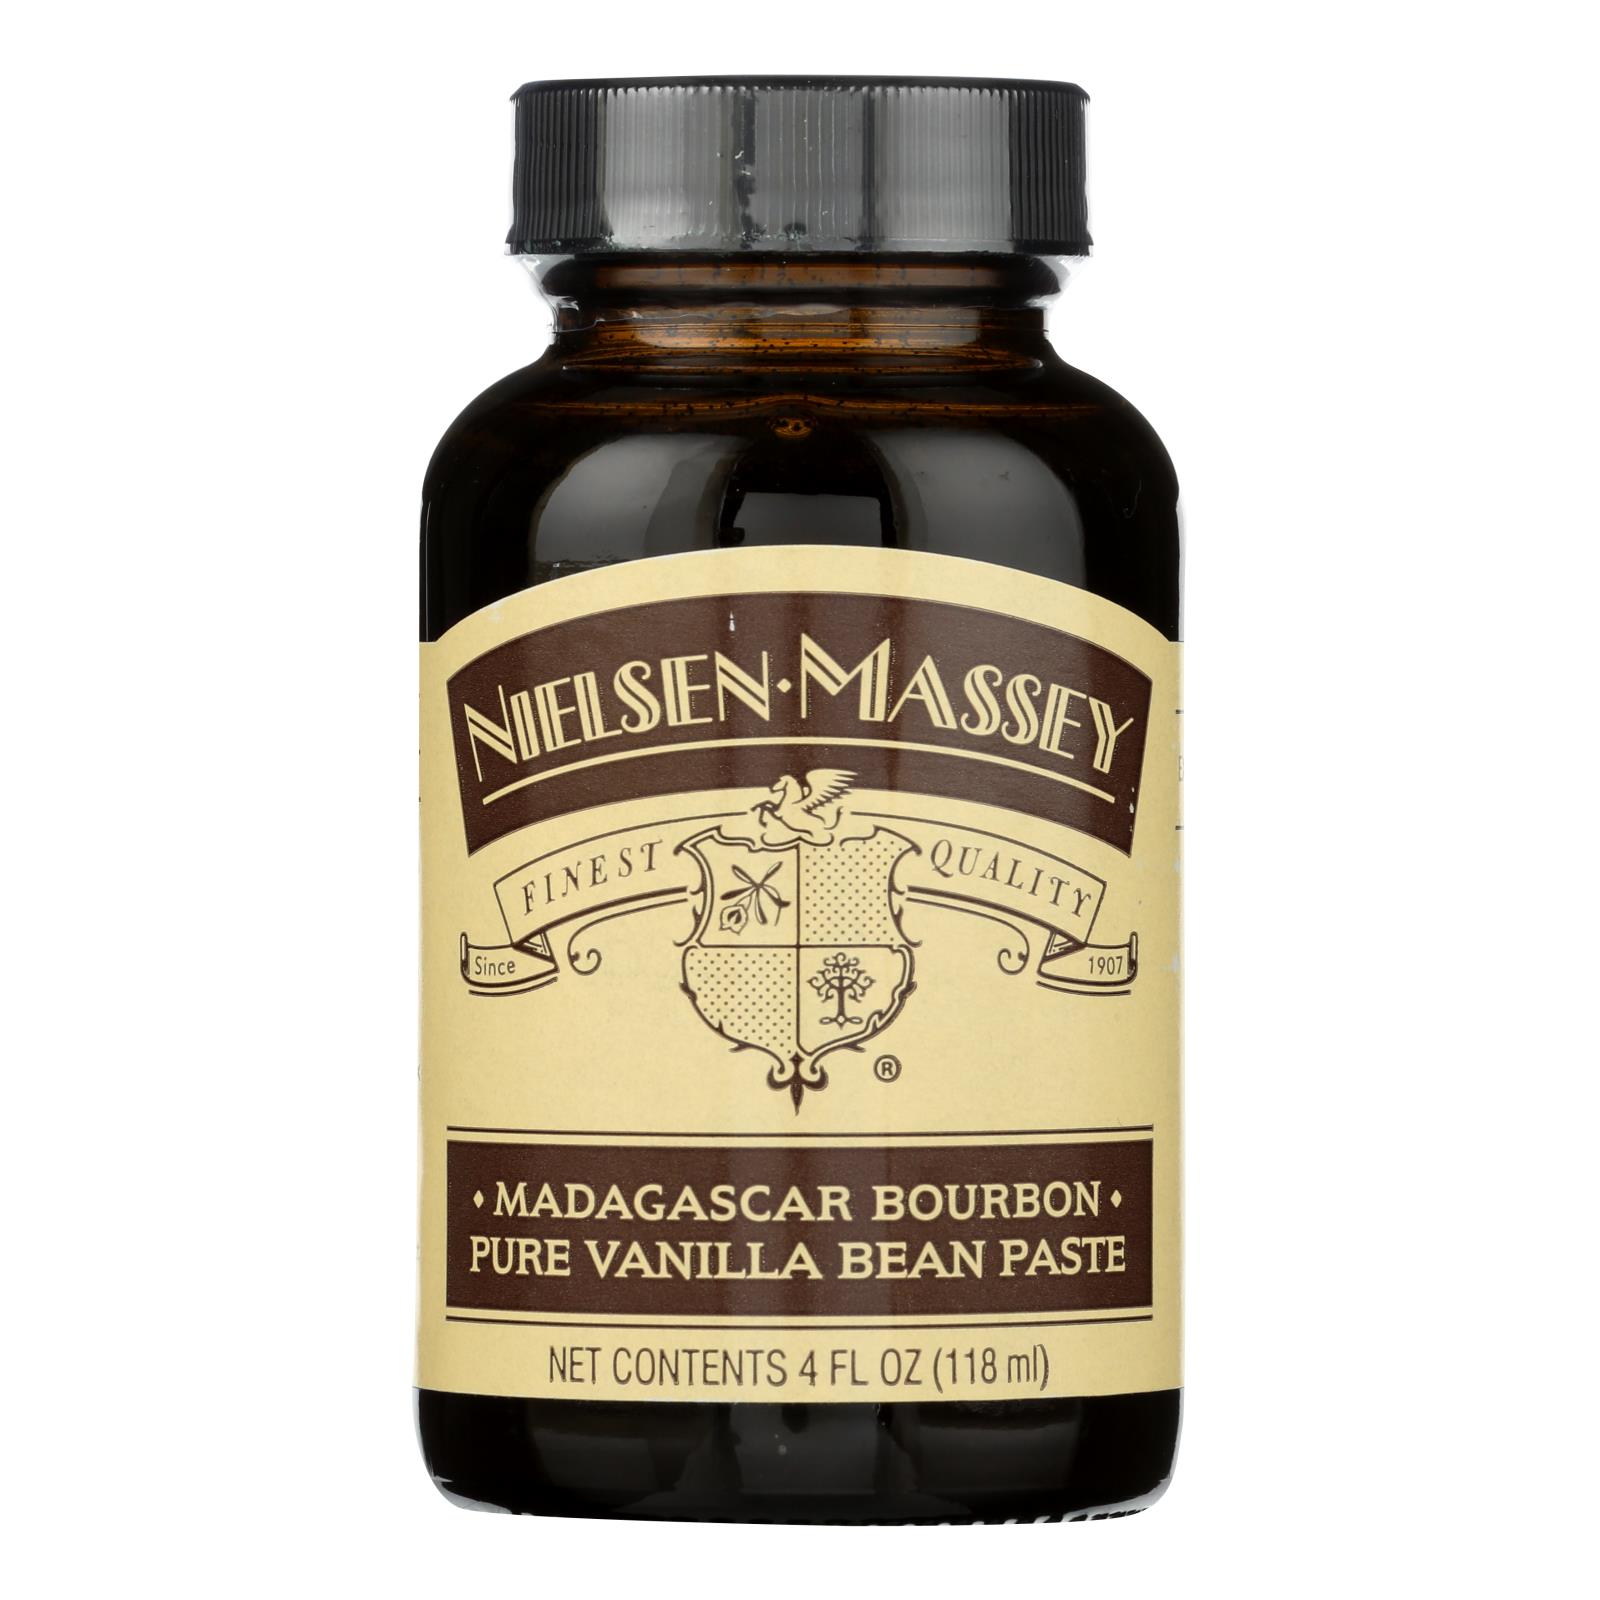 NIELSEN·MASSEY
FINEST QUALITY
Since 1907
®
• MADAGASCAR BOURBON •
PURE VANILLA BEAN PASTE
NET CONTENTS 4 FL OZ (118 ml)